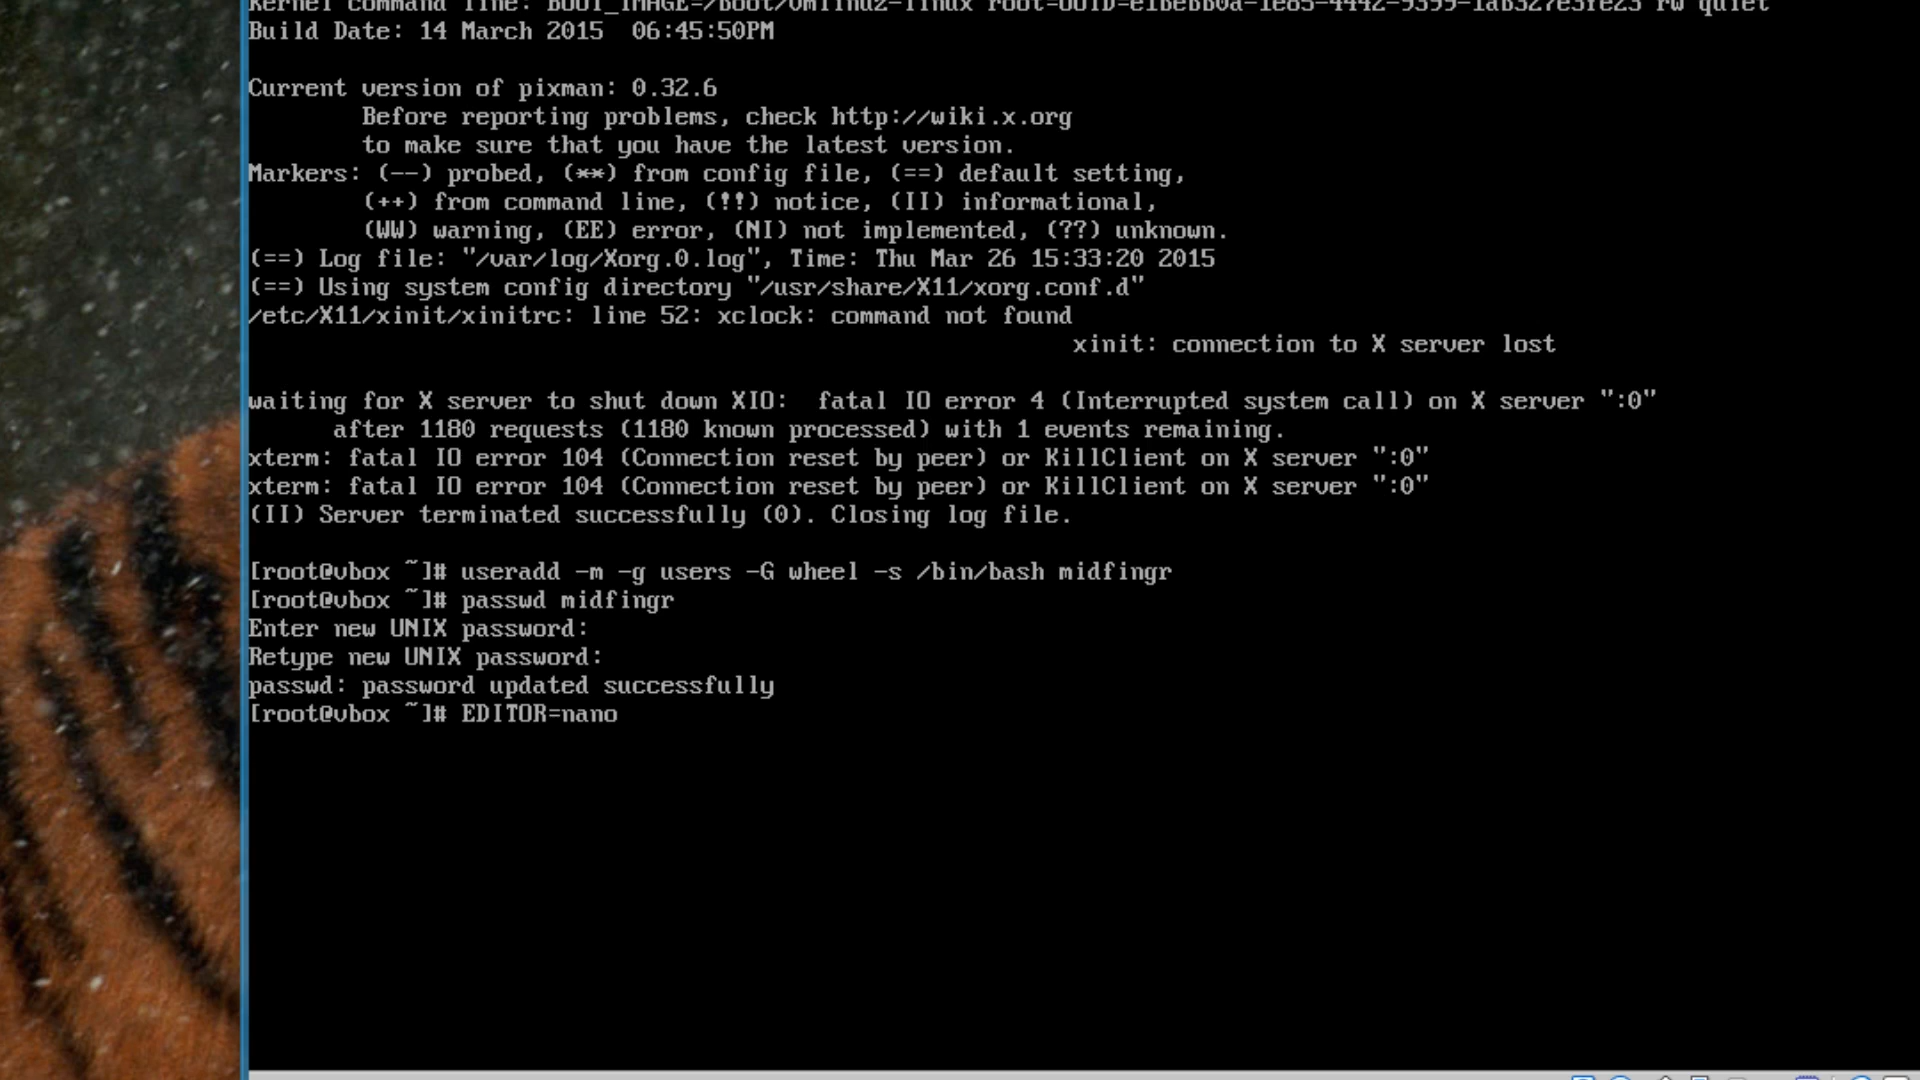 Kernel command line: BOOT_IMAGE=/boot/vmlinuz-linux rw quiet
Build Date: 14 March 2015  06:45:50PM
Current version of pixman: 0.32.6
Before reporting problems, check http://wiki.x.org
to make sure that you have the latest version.
Markers: (--) probed, (**) from config file, (==) default setting,
(++) from command line, (!!) notice, (II) informational,
(WW) warning, (EE) error, (NI) not implemented, (??) unknown.
(==) Log file: "/var/log/Xorg.0.log", Time: Thu Mar 26 15:33:20 2015
(==) Using system config directory "/usr/share/X11/xorg.conf.d"
/etc/X11/xinit/xinitrc: line 52: xclock: command not found
xinit: connection to X server lost
waiting for X server to shut down XIO:  fatal IO error 4 (Interrupted system call) on X server ":0"
after 1180 requests (1180 known processed) with 1 events remaining.
xterm: fatal IO error 104 (Connection reset by peer) or KillClient on X server ":0"
xterm: fatal IO error 104 (Connection reset by peer) or KillClient on X server ":0"
(II) Server terminated successfully (0). Closing log file.
[root@vbox ~]# useradd -m -g users -G wheel -s /bin/bash midfingr
[root@vbox ~]# passwd midfingr
Enter new UNIX password:
Retype new UNIX password:
passwd: password updated successfully
[root@vbox ~]# EDITOR=nano